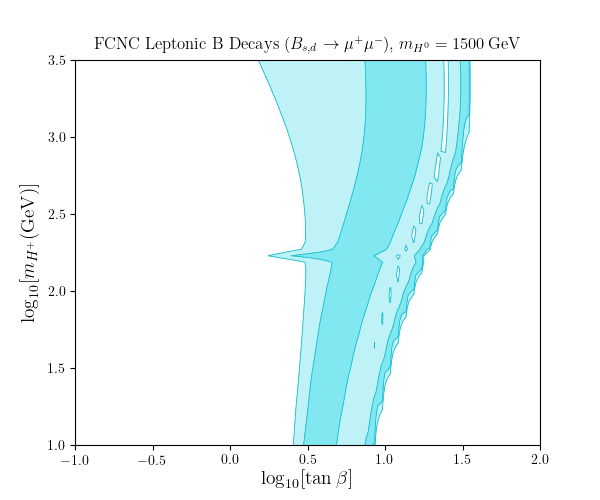 FCNC Leptonic B Decays (B_{s,d} → μ⁺μ⁻), m_{H⁰} = 1500 GeV
3.5
3.0
2.5
2.0
1.5
1.0
log₁₀[m_{H⁺}(GeV)]
−1.0 −0.5 0.0 0.5 1.0 1.5 2.0
log₁₀[tan β]